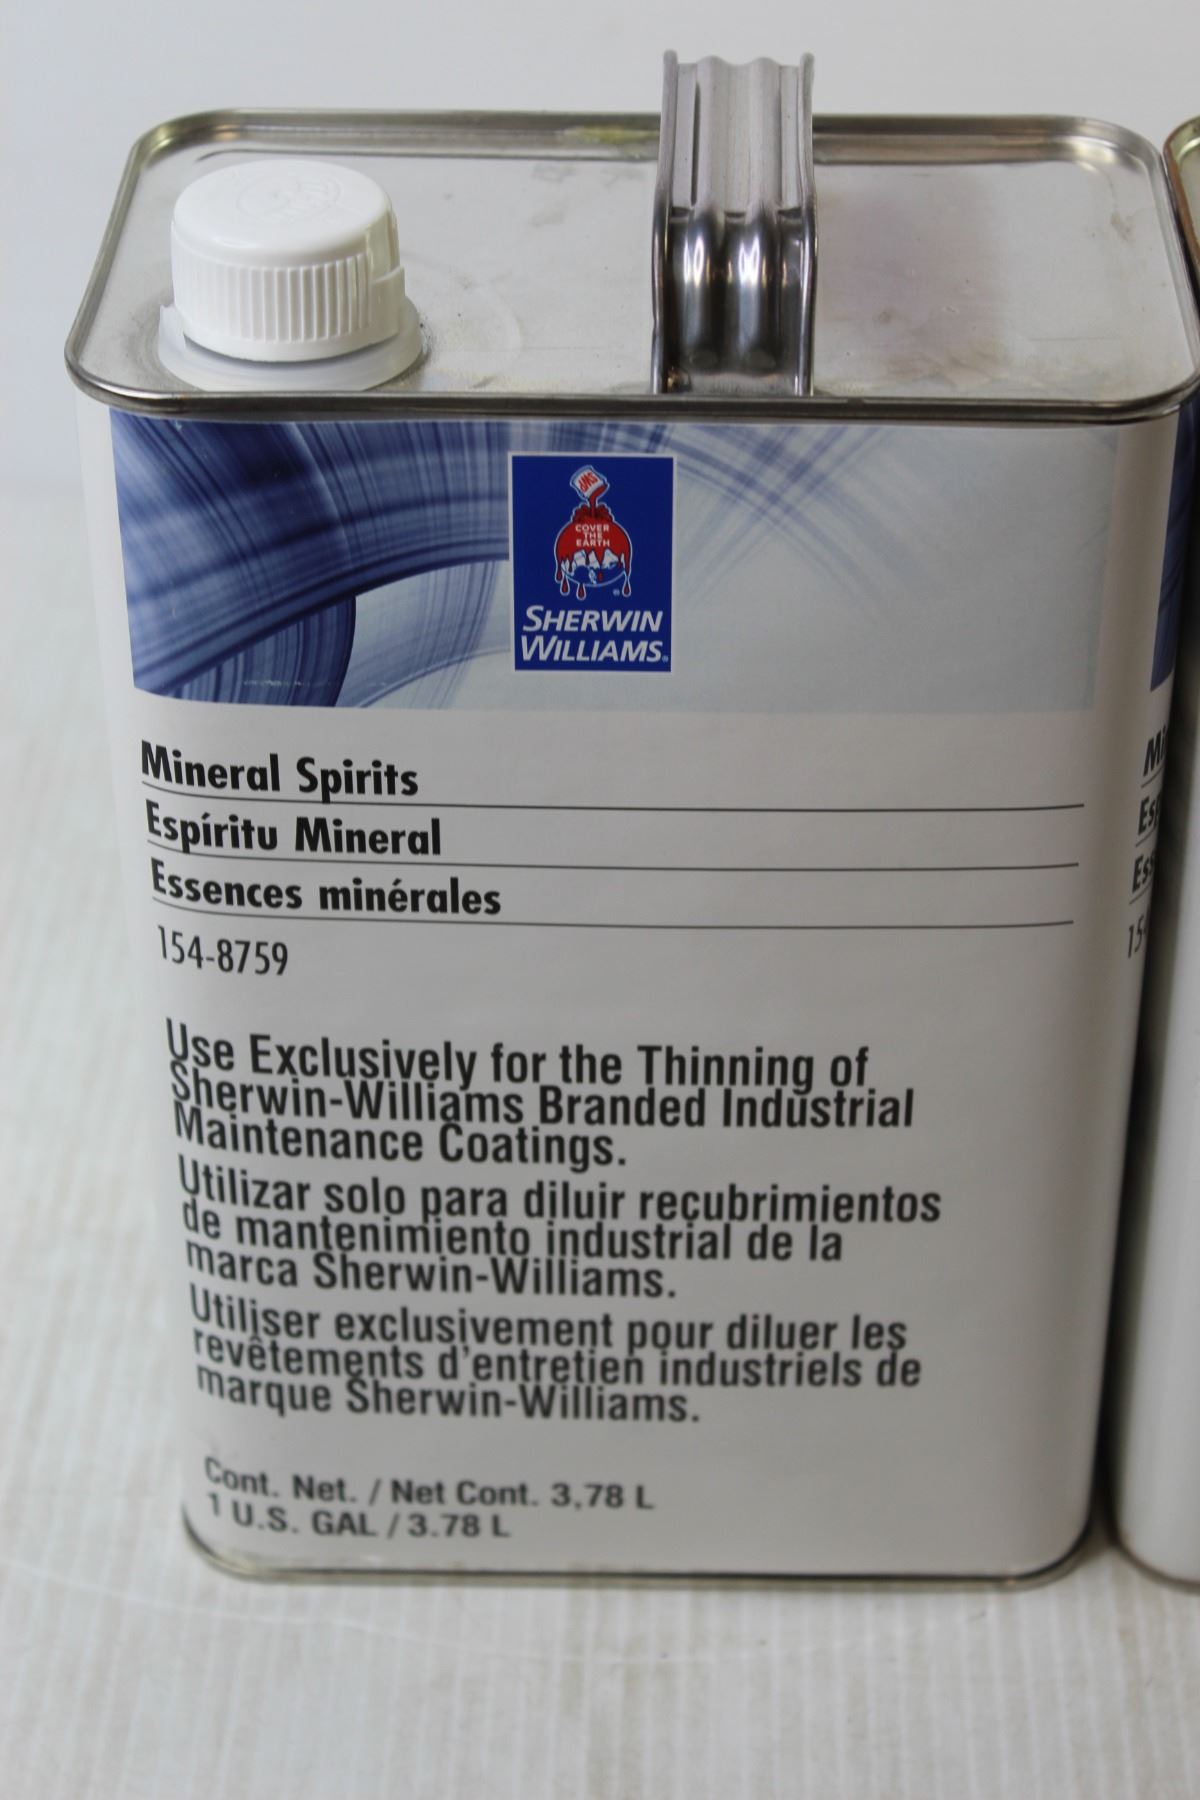 SWP
COVER
THE
EARTH
SHERWIN
WILLIAMS®
Mineral Spirits
Espíritu Mineral
Essences minérales
154-8759
Use Exclusively for the Thinning of
Sherwin-Williams Branded Industrial
Maintenance Coatings.
Utilizar solo para diluir recubrimientos
de mantenimiento industrial de la
marca Sherwin-Williams.
Utiliser exclusivement pour diluer les
revêtements d'entretien industriels de
marque Sherwin-Williams.
Cont. Net. / Net Cont. 3,78 L
1 U.S. GAL / 3.78 L